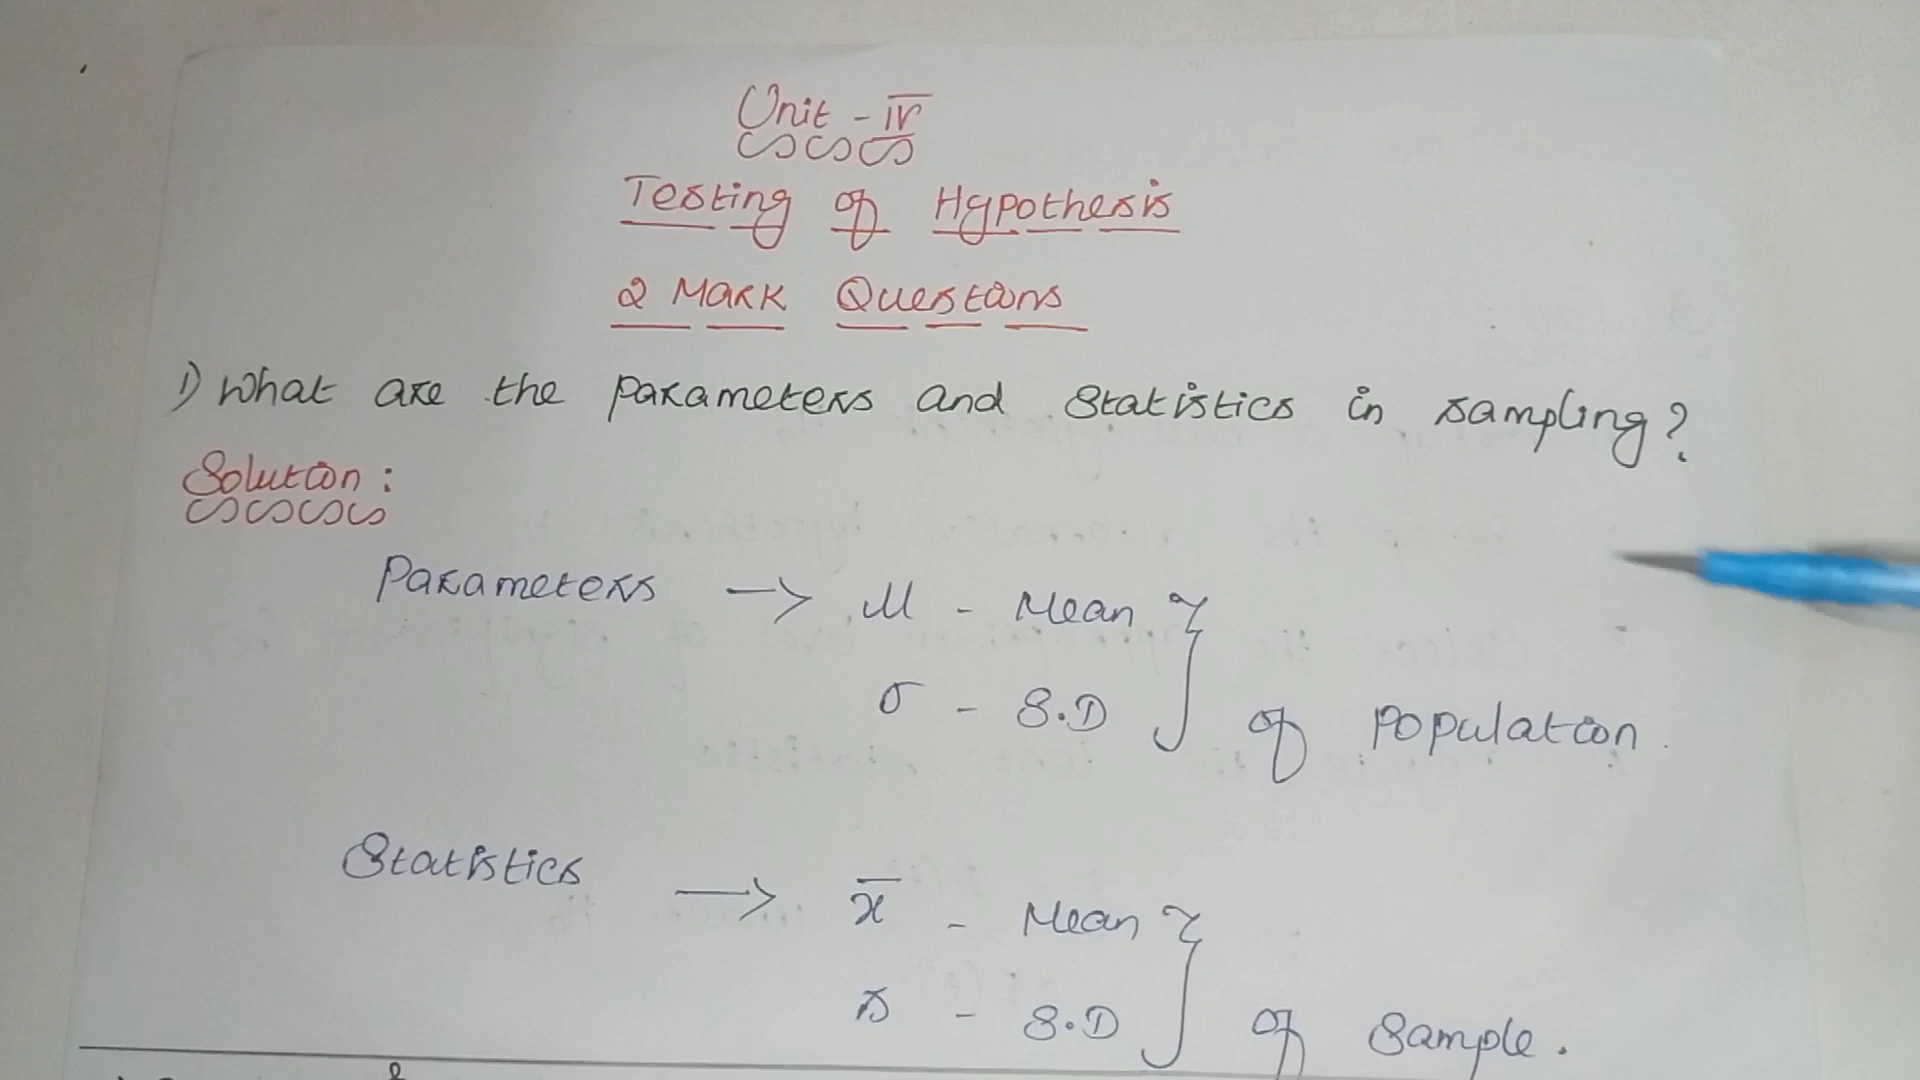 Unit - IV
Testing of Hypothesis
2 Mark Questions
1) What are the parameters and statistics in sampling?
Solution:
Parameters → μ - Mean
σ - S.D } of population.
Statistics → x̄ - Mean
s - S.D } of sample.